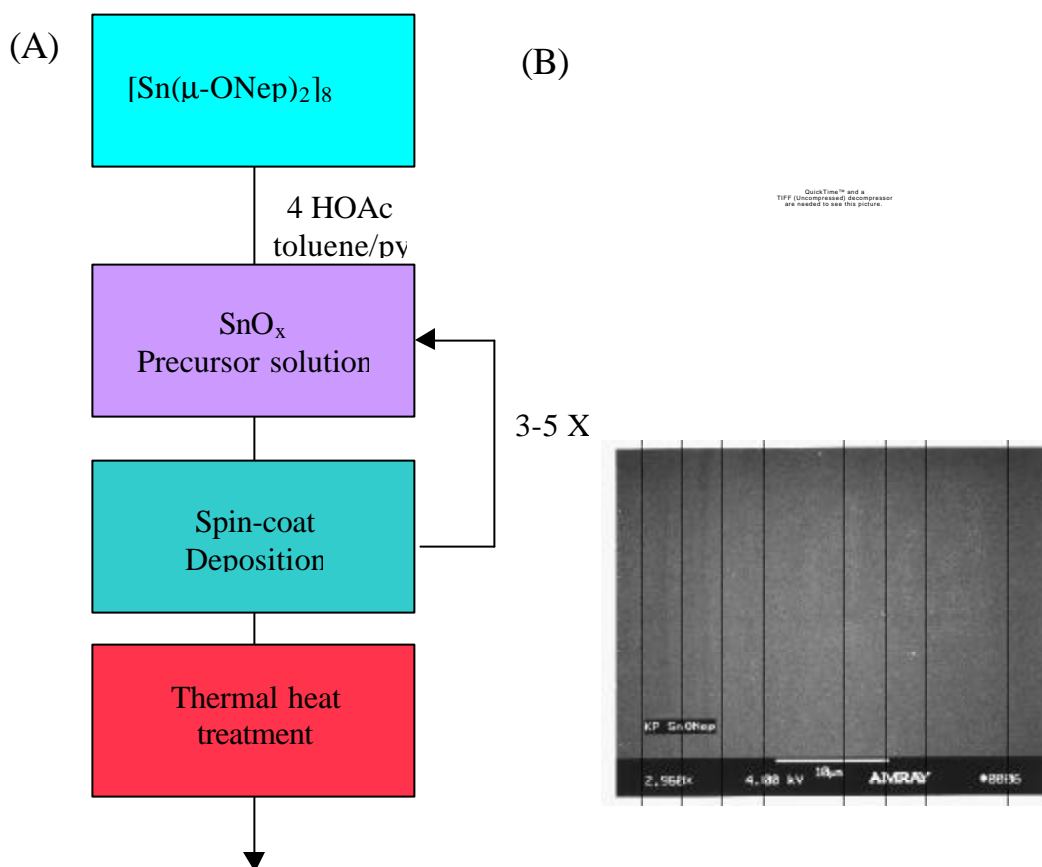 (A)
[Sn(μ-ONep)₂]₈
4 HOAc
toluene/py
SnOₓ
Precursor solution
3-5 X
Spin-coat
Deposition
Thermal heat
treatment
(B)
QuickTime™ and a
TIFF (Uncompressed) decompressor
are needed to see this picture.
KP SnONep
2,960×
4.00 kV
10µm
AMRAY